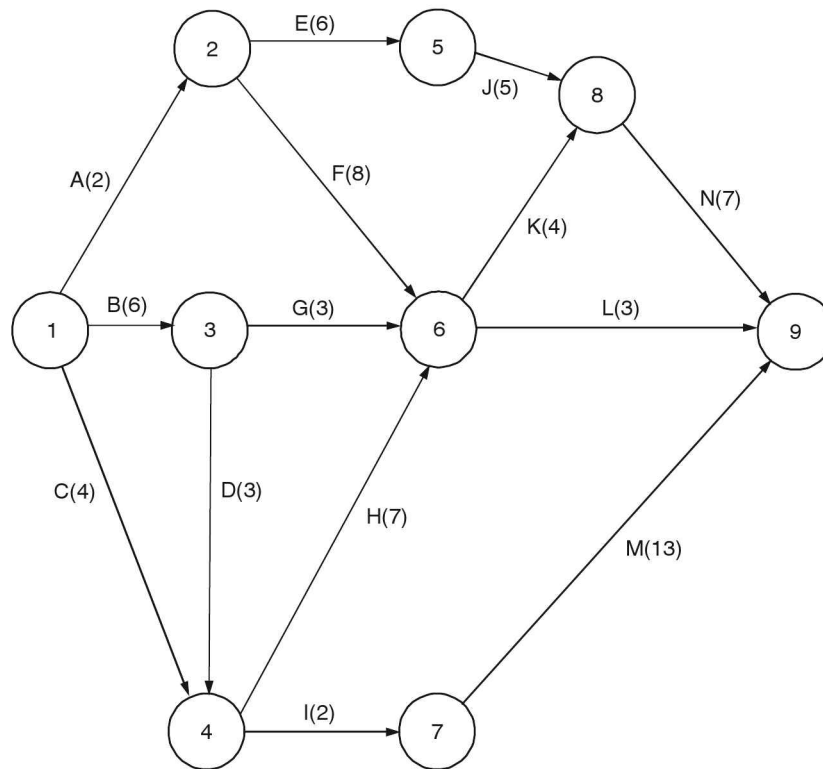 E(6)
2
5
J(5)
8
A(2)
F(8)
N(7)
K(4)
B(6)
G(3)
L(3)
1
3
6
9
C(4)
D(3)
H(7)
M(13)
I(2)
4
7